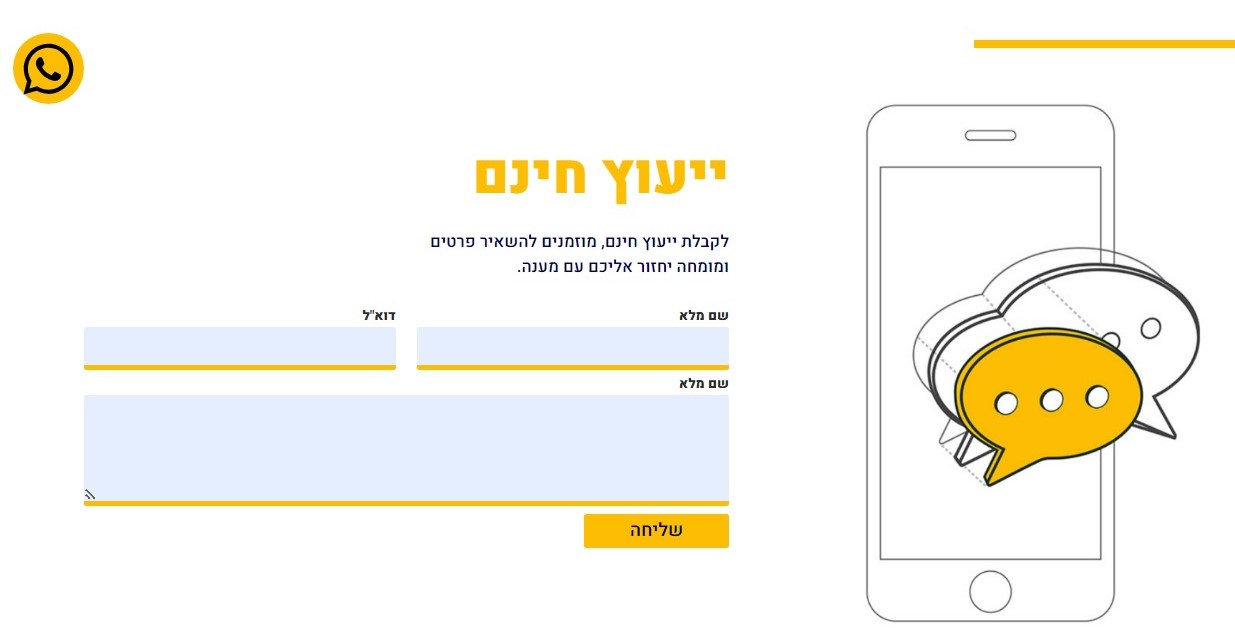 ייעוץ חינם
לקבלת ייעוץ חינם, מוזמנים להשאיר פרטים
ומומחה יחזור אליכם עם מענה.
שם מלא
דוא"ל
שם מלא
שליחה